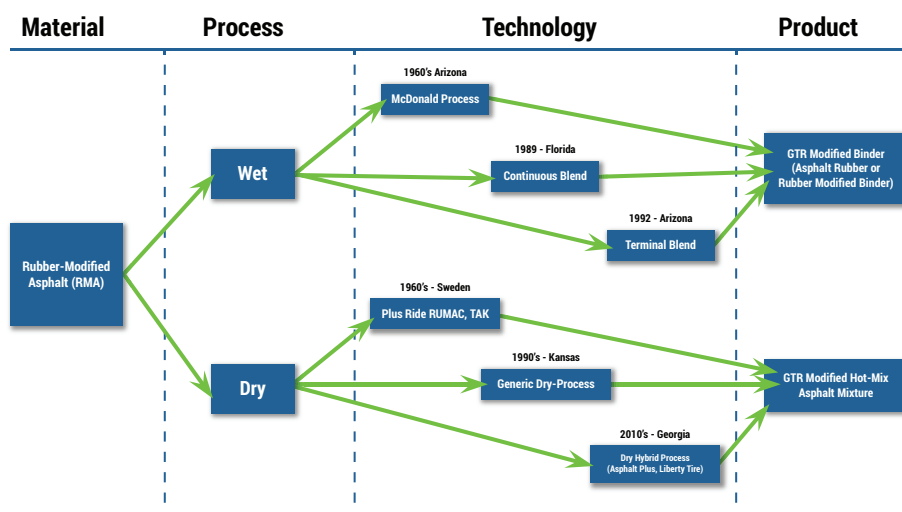 Material
Process
Technology
Product
1960's Arizona
McDonald Process
1989 - Florida
Continuous Blend
1992 - Arizona
Terminal Blend
Wet
GTR Modified Binder
(Asphalt Rubber or
Rubber Modified Binder)
Rubber-Modified
Asphalt (RMA)
1960's - Sweden
Plus Ride RUMAC, TAK
1990's - Kansas
Generic Dry-Process
2010's - Georgia
Dry Hybrid Process
(Asphalt Plus, Liberty Tire)
Dry
GTR Modified Hot-Mix
Asphalt Mixture